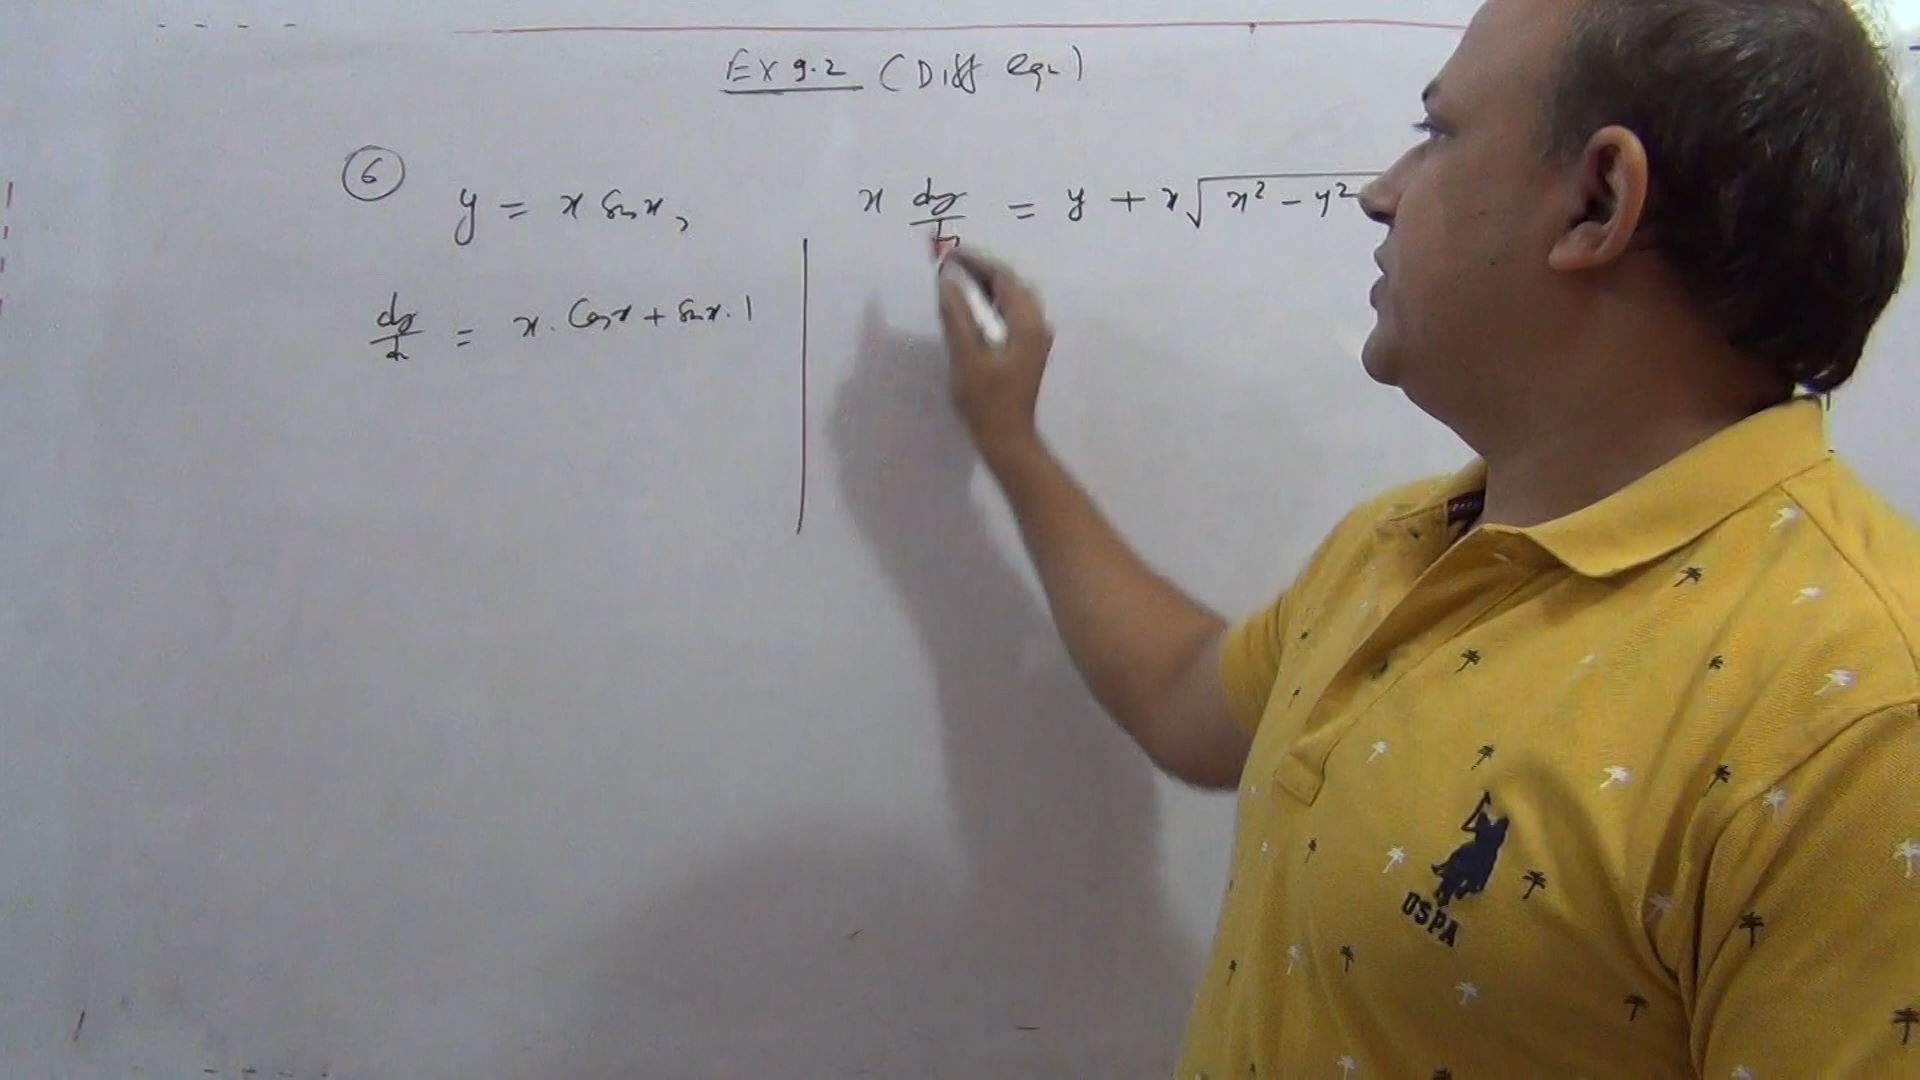 Ex 9.2 (Diff eqn)
6 y = x sin x, x dy/dx = y + x√x² - y²
dy/dx = x. Cos x + sin x. 1
USPA